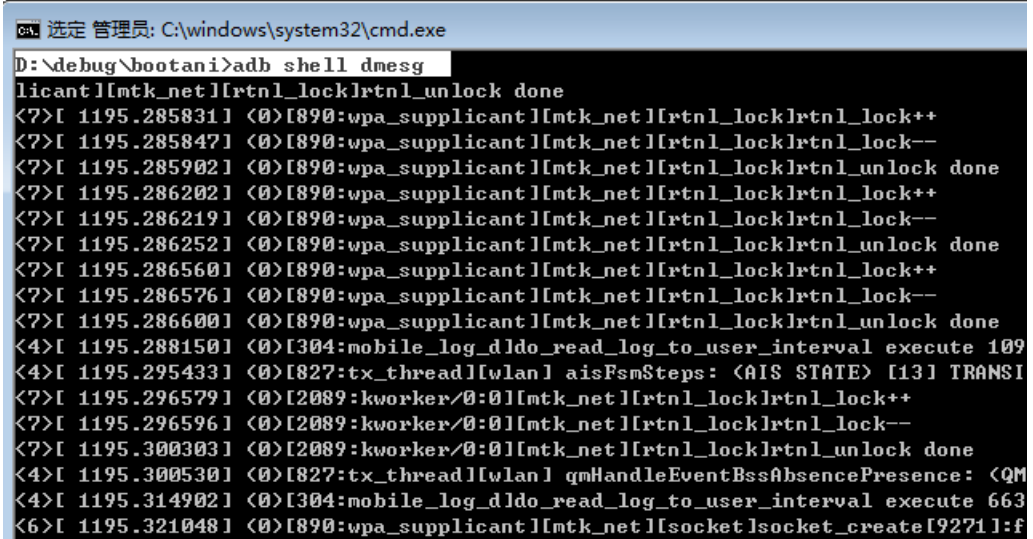 选定 管理员: C:\windows\system32\cmd.exe
D:\debug\bootani>adb shell dmesg
licant][mtk_net][rtnl_lock]rtnl_unlock done
<7>[ 1195.285831] (0)[890:wpa_supplicant][mtk_net][rtnl_lock]rtnl_lock++
<7>[ 1195.285847] (0)[890:wpa_supplicant][mtk_net][rtnl_lock]rtnl_lock--
<7>[ 1195.285902] (0)[890:wpa_supplicant][mtk_net][rtnl_lock]rtnl_unlock done
<7>[ 1195.286202] (0)[890:wpa_supplicant][mtk_net][rtnl_lock]rtnl_lock++
<7>[ 1195.286219] (0)[890:wpa_supplicant][mtk_net][rtnl_lock]rtnl_lock--
<7>[ 1195.286252] (0)[890:wpa_supplicant][mtk_net][rtnl_lock]rtnl_unlock done
<7>[ 1195.286560] (0)[890:wpa_supplicant][mtk_net][rtnl_lock]rtnl_lock++
<7>[ 1195.286576] (0)[890:wpa_supplicant][mtk_net][rtnl_lock]rtnl_lock--
<7>[ 1195.286600] (0)[890:wpa_supplicant][mtk_net][rtnl_lock]rtnl_unlock done
<4>[ 1195.288150] (0)[304:mobile_log_d]do_read_log_to_user_interval execute 109
<4>[ 1195.295433] (0)[827:tx_thread][wlan] aisFsmSteps: (AIS STATE) [13] TRANSI
<7>[ 1195.296579] (0)[2089:kworker/0:0][mtk_net][rtnl_lock]rtnl_lock++
<7>[ 1195.296596] (0)[2089:kworker/0:0][mtk_net][rtnl_lock]rtnl_lock--
<7>[ 1195.300303] (0)[2089:kworker/0:0][mtk_net][rtnl_lock]rtnl_unlock done
<4>[ 1195.300530] (0)[827:tx_thread][wlan] qmHandleEventBssAbsencePresence: (QM
<4>[ 1195.314902] (0)[304:mobile_log_d]do_read_log_to_user_interval execute 663
<6>[ 1195.321048] (0)[890:wpa_supplicant][mtk_net][socket]socket_create[9271]:f